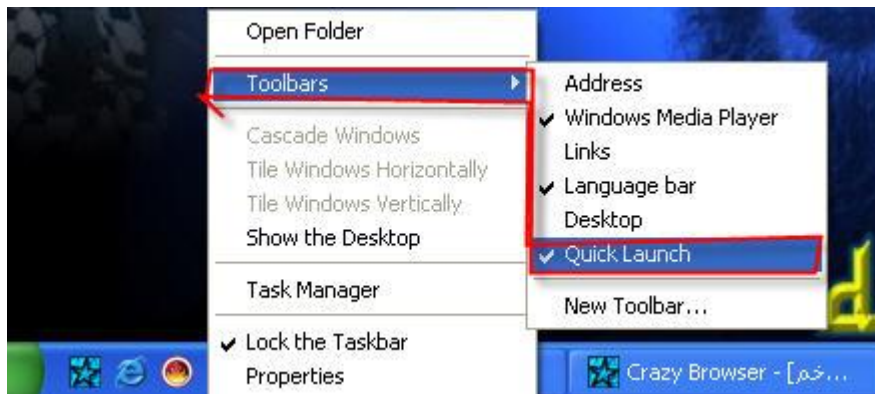 Open Folder
Toolbars
Cascade Windows
Tile Windows Horizontally
Tile Windows Vertically
Show the Desktop
Task Manager
Lock the Taskbar
Properties
Address
Windows Media Player
Links
Language bar
Desktop
Quick Launch
New Toolbar...
Crazy Browser - [خم...